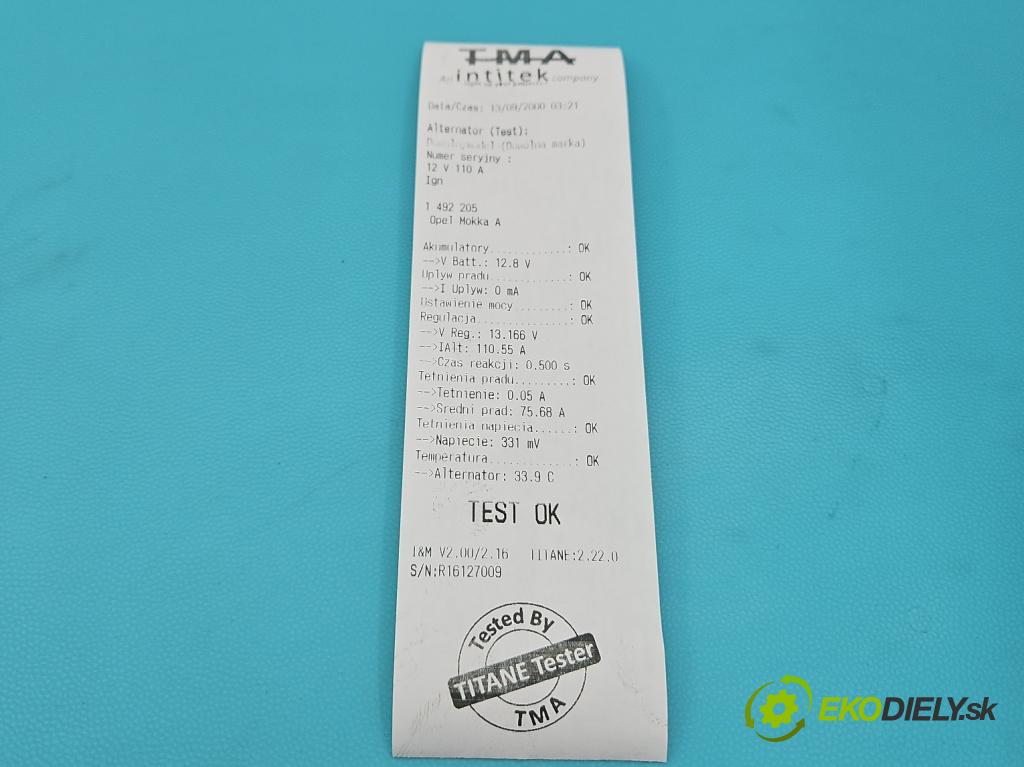 TMA
An intitek company
Data/Czas: 13/09/2000 03:21
Alternator (Test):
(Dowolna marka)
Numer seryjny :
12 V 110 A
Ign
1 492 205
Opel Mokka A
Akumulatory............: OK
-->V Batt.: 12.8 V
Uplyw pradu............: OK
-->I Uplyw: 0 mA
Ustawienie mocy........: OK
Regulacja..............: OK
-->V Reg.: 13.166 V
-->IAlt: 110.55 A
-->Czas reakcji: 0.500 s
Tetnienia pradu.........: OK
-->Tetnienie: 0.05 A
-->Sredni prad: 75.68 A
Tetnienia napiecia......: OK
-->Napiecie: 331 mV
Temperatura.............: OK
-->Alternator: 33.9 C
TEST OK
I&M V2.00/2.16 TITANE:2.22.0
S/N:R16127009
Tested By
TITANE Tester
TMA
EKODIELY.sk